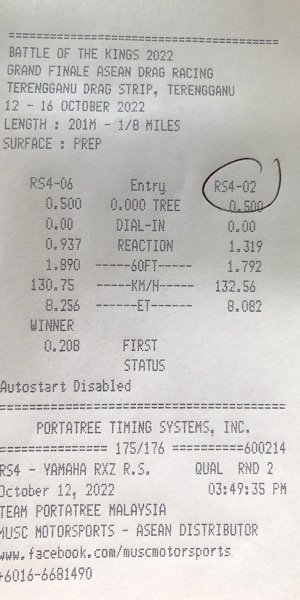 =====================================
BATTLE OF THE KINGS 2022
GRAND FINALE ASEAN DRAG RACING
TERENGGANU DRAG STRIP, TERENGGANU
12 - 16 OCTOBER 2022
LENGTH : 201M - 1/8 MILES
SURFACE : PREP
RS4-06 Entry RS4-02
0.500 0.000 TREE 0.500
0.00 DIAL-IN 0.00
0.937 REACTION 1.319
1.890 -----60FT----- 1.792
130.75 -----KM/H----- 132.56
8.256 ------ET------ 8.082
WINNER
0.208 FIRST
STATUS
Autostart Disabled
=====================================
PORTATREE TIMING SYSTEMS, INC.
============== 175/176 ==========600214
RS4 - YAMAHA RXZ R.S. QUAL RND 2
October 12, 2022 03:49:35 PM
TEAM PORTATREE MALAYSIA
MUSC MOTORSPORTS - ASEAN DISTRIBUTOR
www.facebook.com/muscmotorsports
+6016-6681490